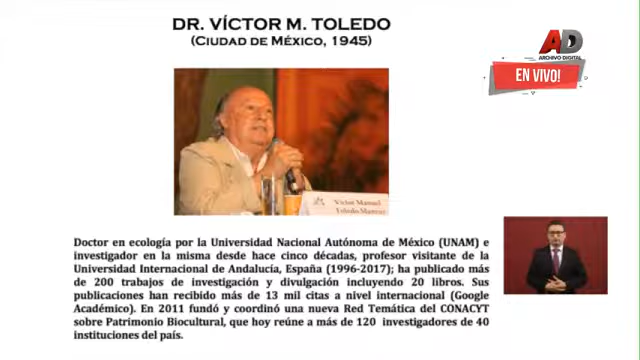 DR. VÍCTOR M. TOLEDO
(CIUDAD DE MÉXICO, 1945)
AD
ARCHIVO DIGITAL
EN VIVO!
Víctor Manuel
Toledo Manzur
Doctor en ecología por la Universidad Nacional Autónoma de México (UNAM) e
investigador en la misma desde hace cinco décadas, profesor visitante de la
Universidad Internacional de Andalucía, España (1996-2017); ha publicado más
de 200 trabajos de investigación y divulgación incluyendo 20 libros. Sus
publicaciones han recibido más de 13 mil citas a nivel internacional (Google
Académico). En 2011 fundó y coordinó una nueva Red Temática del CONACYT
sobre Patrimonio Biocultural, que hoy reúne a más de 120 investigadores de 40
instituciones del país.